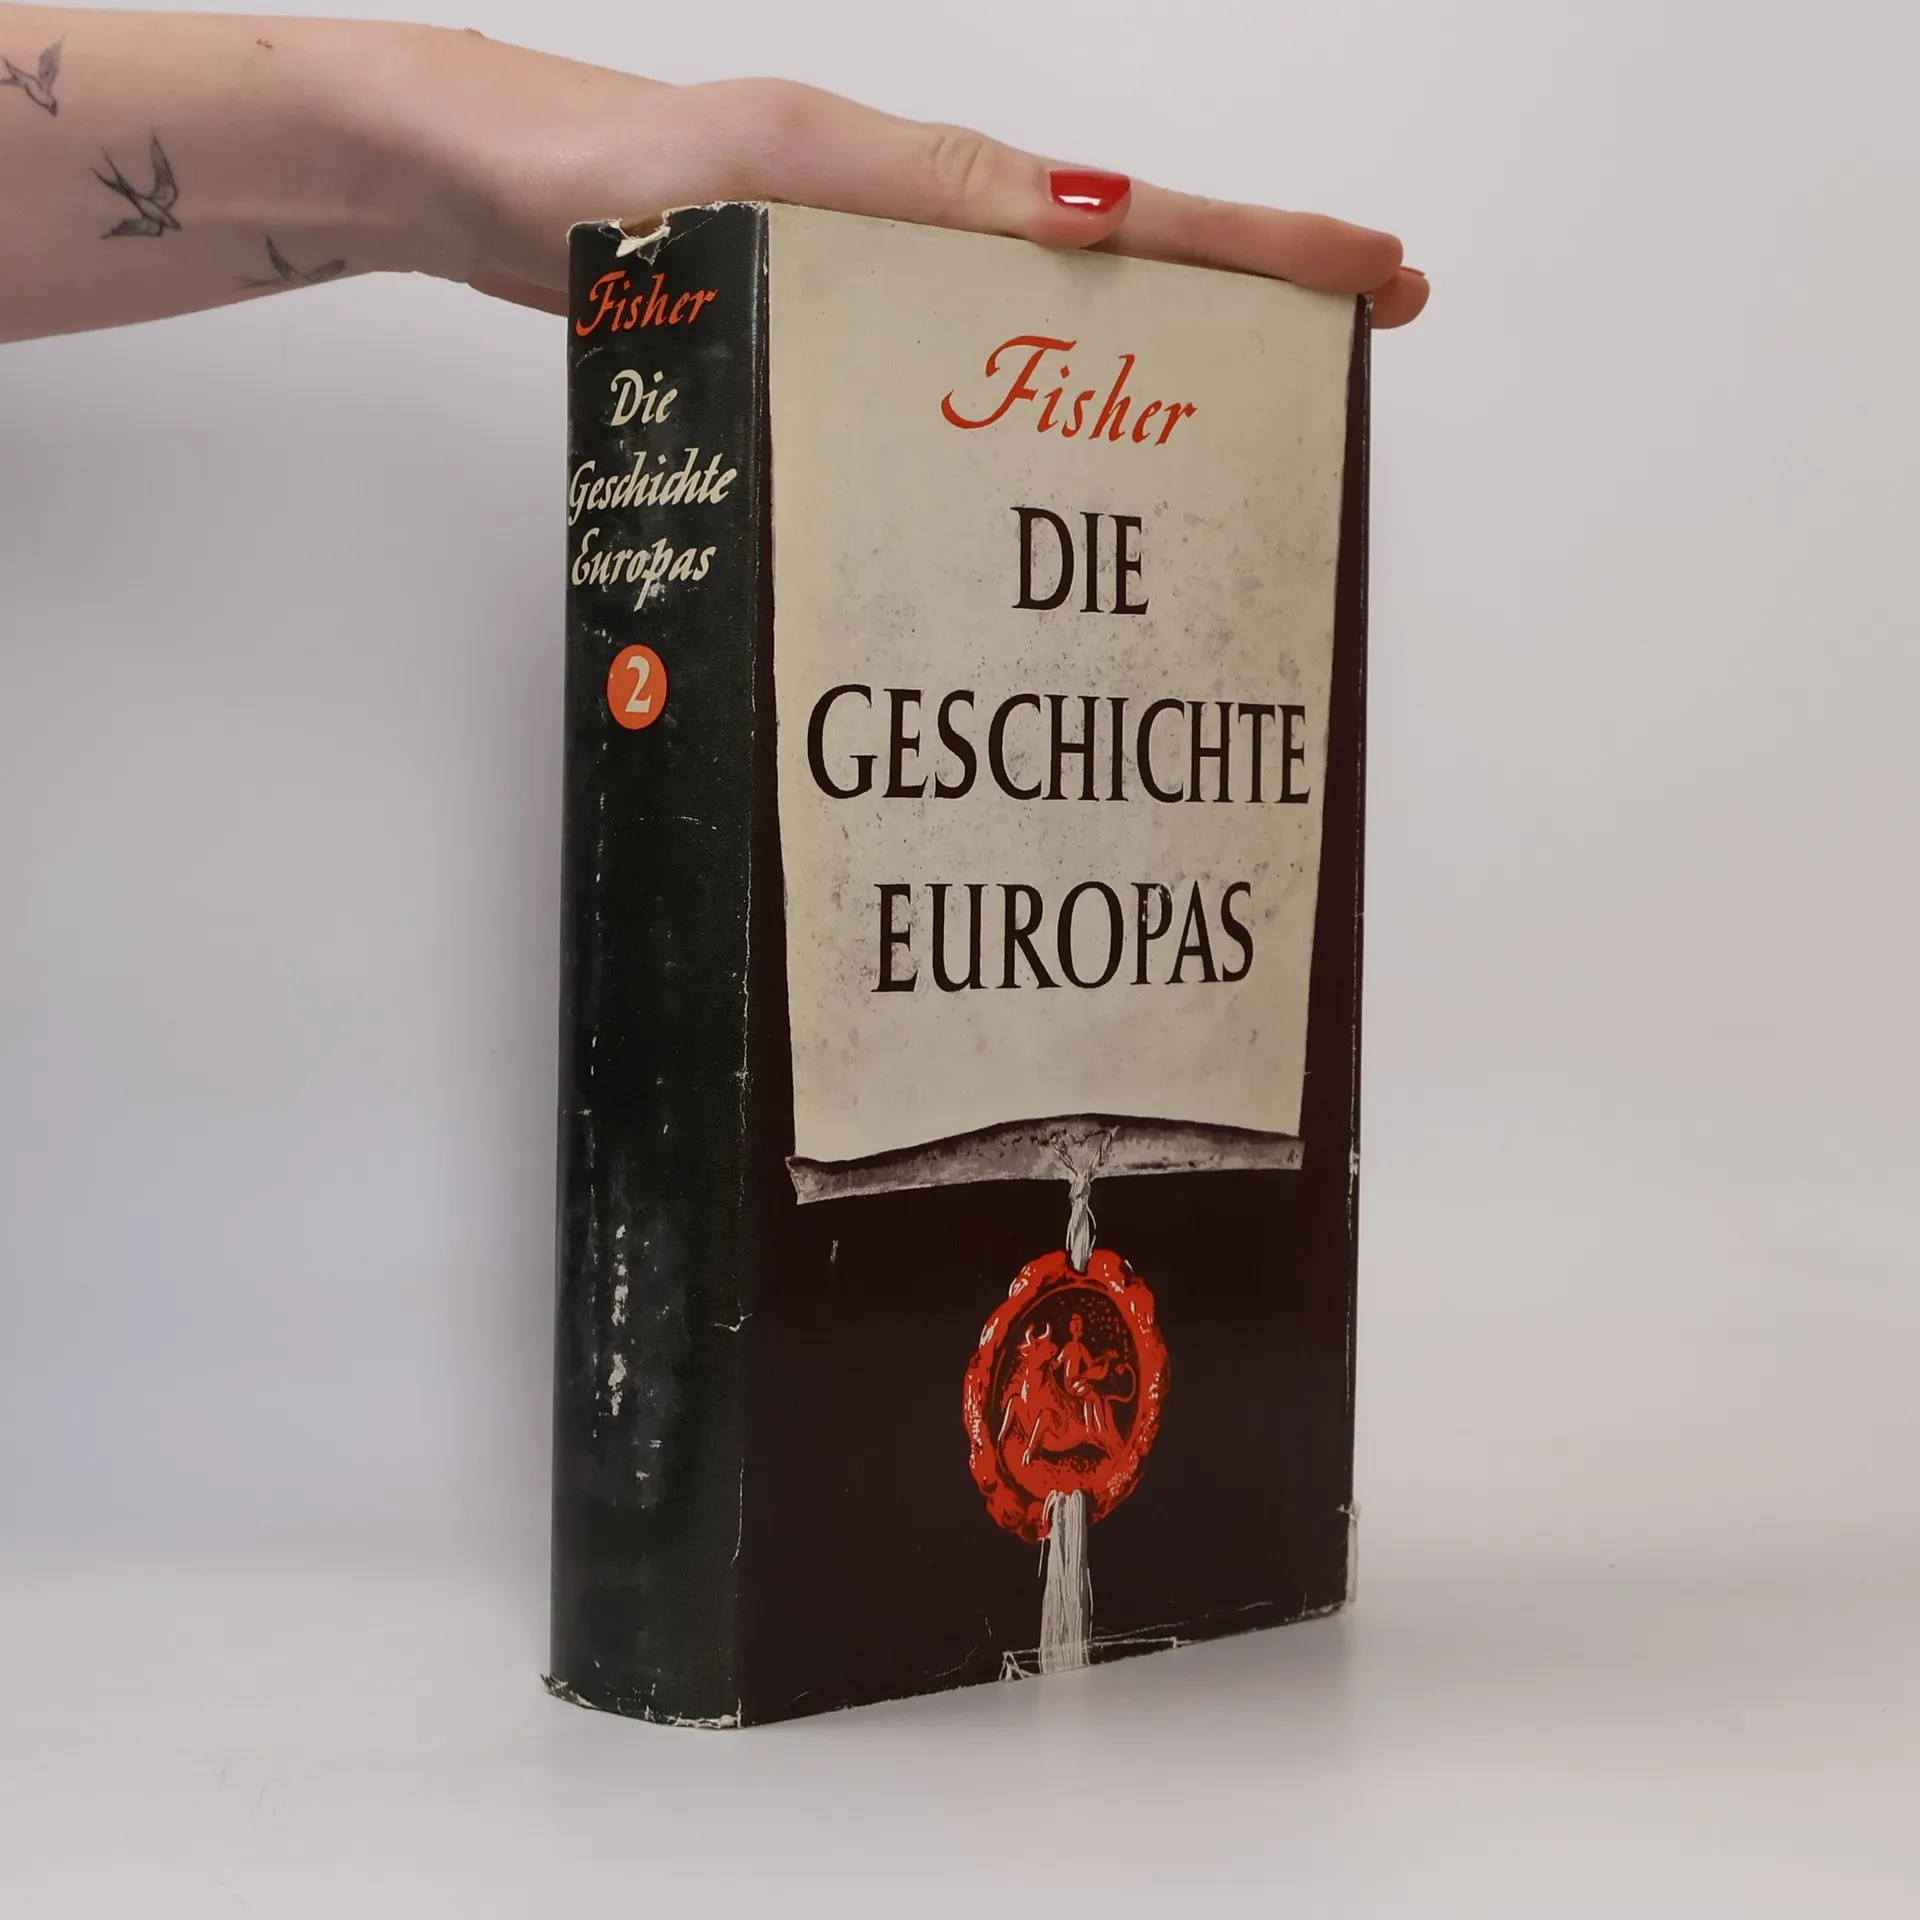 Fisher
Die
Geschichte
Europas
2
Fisher
DIE
GESCHICHTE
EUROPAS